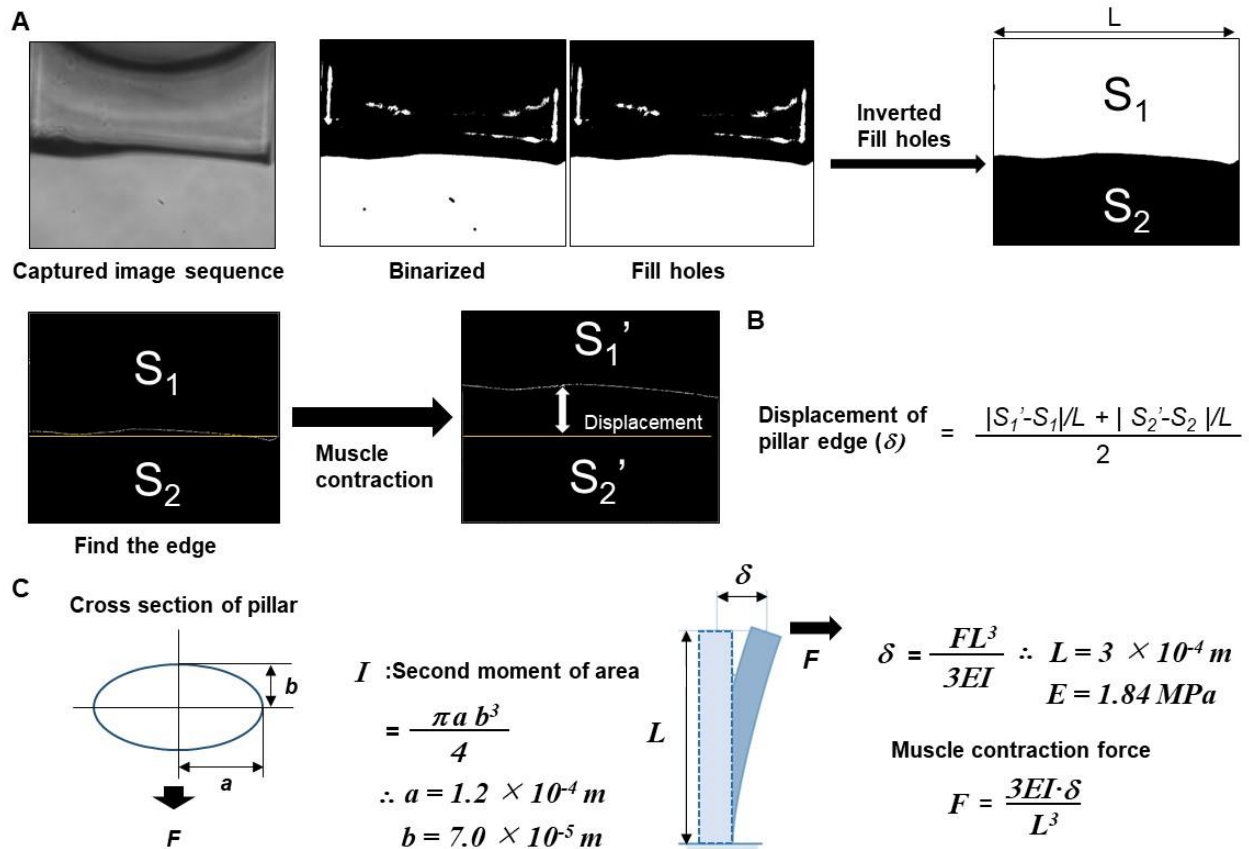 A
L
S₁
S₂
Inverted
Fill holes
Captured image sequence
Binarized
Fill holes
S₁
S₂
Find the edge
Muscle
contraction
S₁’
Displacement
S₂’
B
Displacement of
pillar edge (δ) = |S₁’-S₁|/L + | S₂’-S₂ |/L
2
C
Cross section of pillar
b
a
F
I :Second moment of area
= π a b³
4
∴ a = 1.2 × 10⁻⁴ m
b = 7.0 × 10⁻⁵ m
δ
F
L
δ = FL³
3EI
∴ L = 3 × 10⁻⁴ m
E = 1.84 MPa
Muscle contraction force
F = 3EI·δ
L³